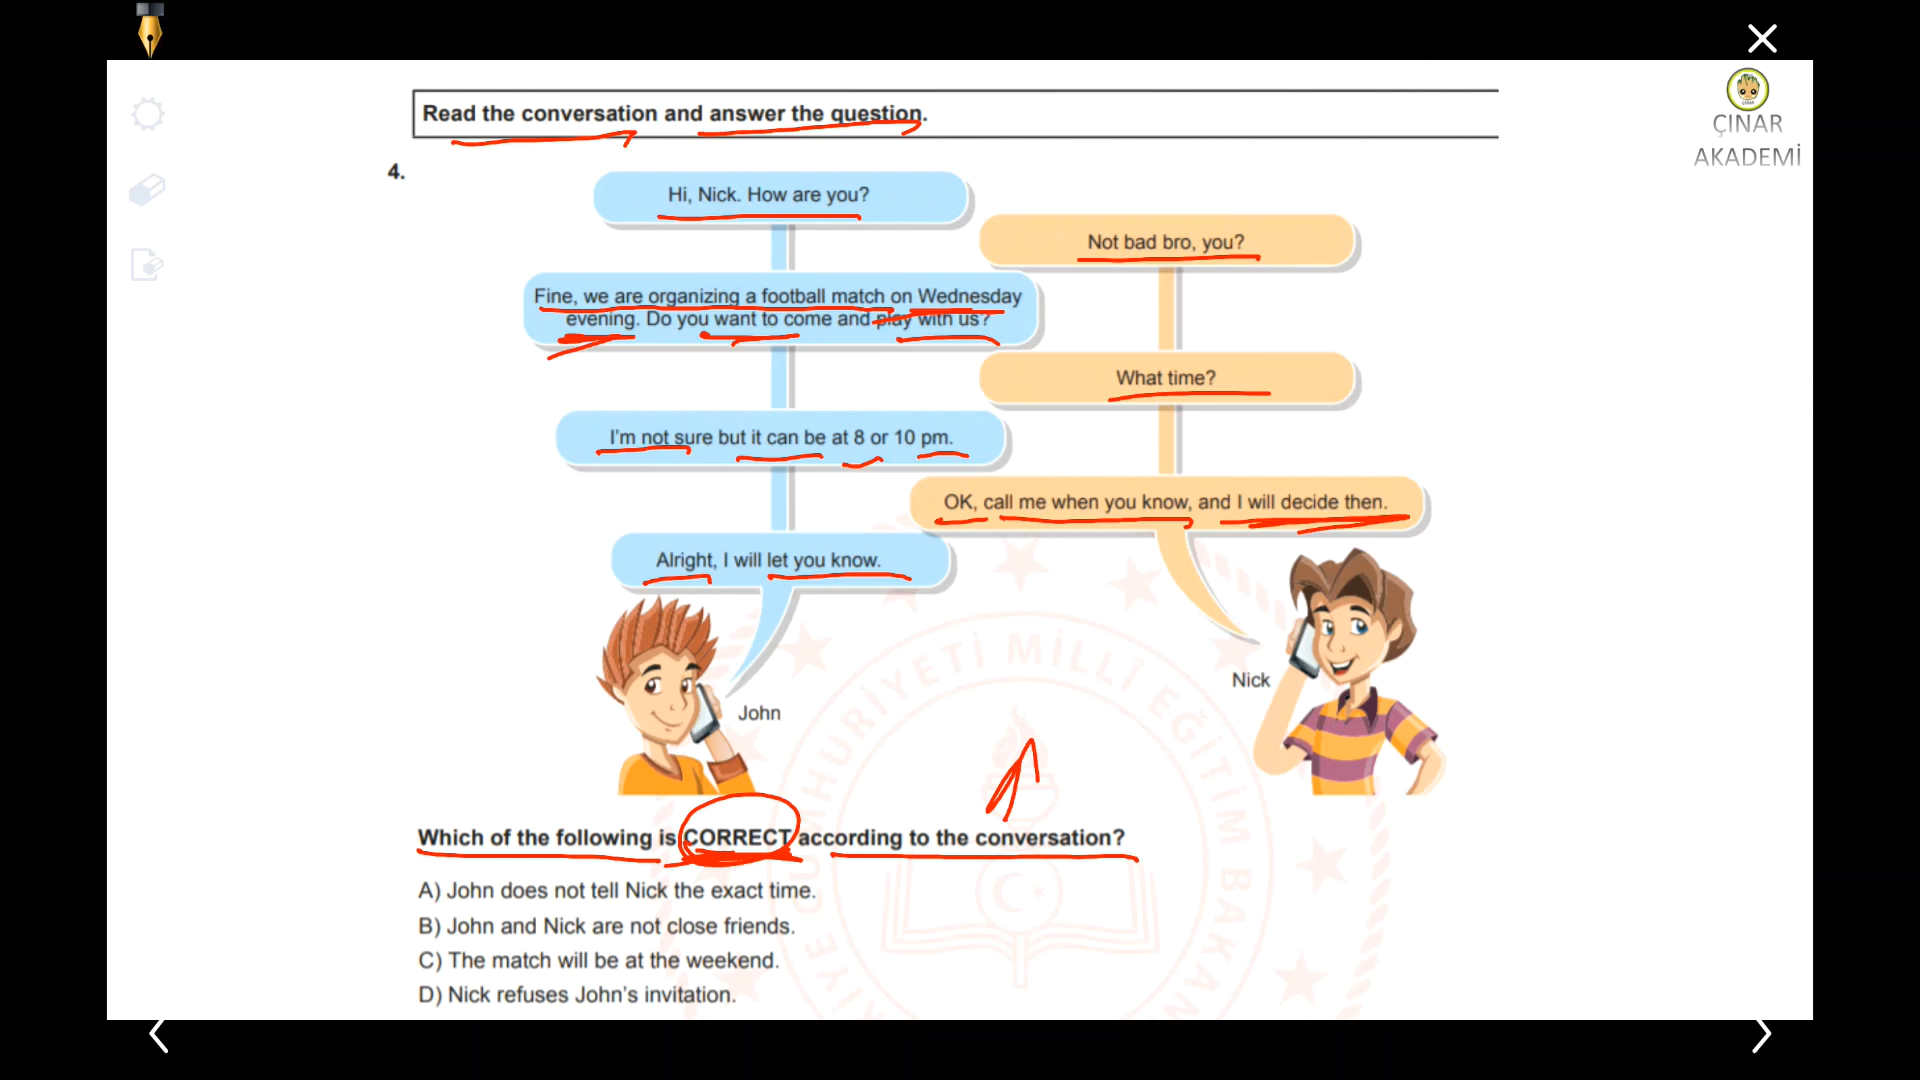 ÇINAR
AKADEMİ
Read the conversation and answer the question.
4.
Hi, Nick. How are you?
Not bad bro, you?
Fine, we are organizing a football match on Wednesday
evening. Do you want to come and play with us?
What time?
I'm not sure but it can be at 8 or 10 pm.
OK, call me when you know, and I will decide then.
Alright, I will let you know.
John
Nick
Which of the following is CORRECT according to the conversation?
A) John does not tell Nick the exact time.
B) John and Nick are not close friends.
C) The match will be at the weekend.
D) Nick refuses John's invitation.